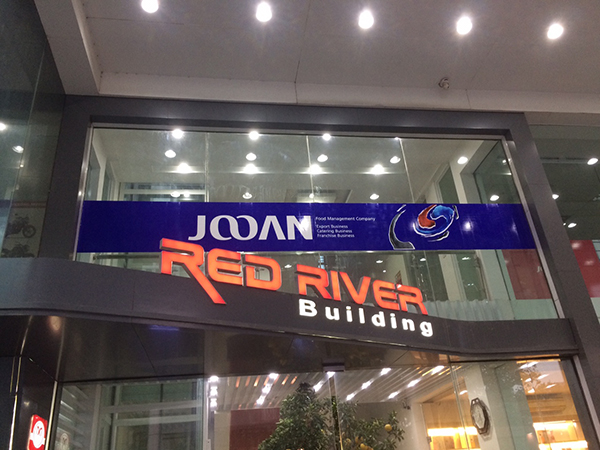 JOOAN
Food Management Company
Export Business
Catering Business
Franchise Business
RED RIVER
Building